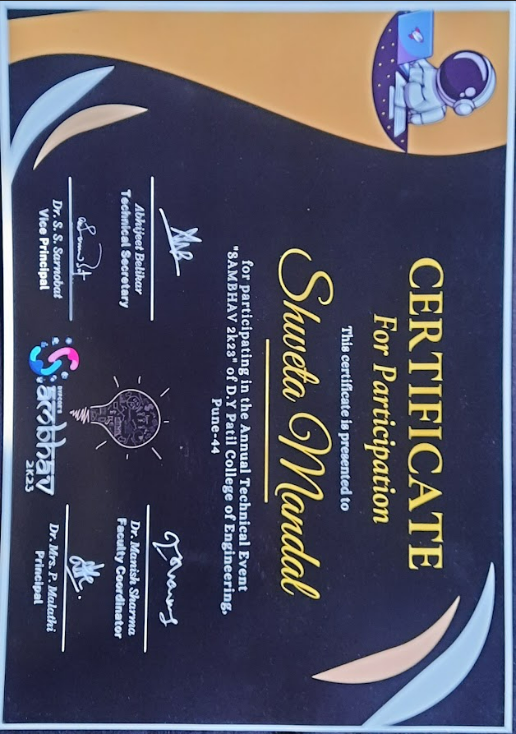 CERTIFICATE
For Participation
This certificate is presented to
Shweta Mandal
for participating in the Annual Technical Event
"SAMBHAV 2k23" of D.Y Patil College of Engineering,
Pune-44
Abhijeet Belihar
Technical Secretary
Dr. Manish Sharma
Faculty Coordinator
Dr. S. S. Sarnobat
Vice Principal
Sambhav
2K23
Dr. Mrs. P. Malathi
Principal